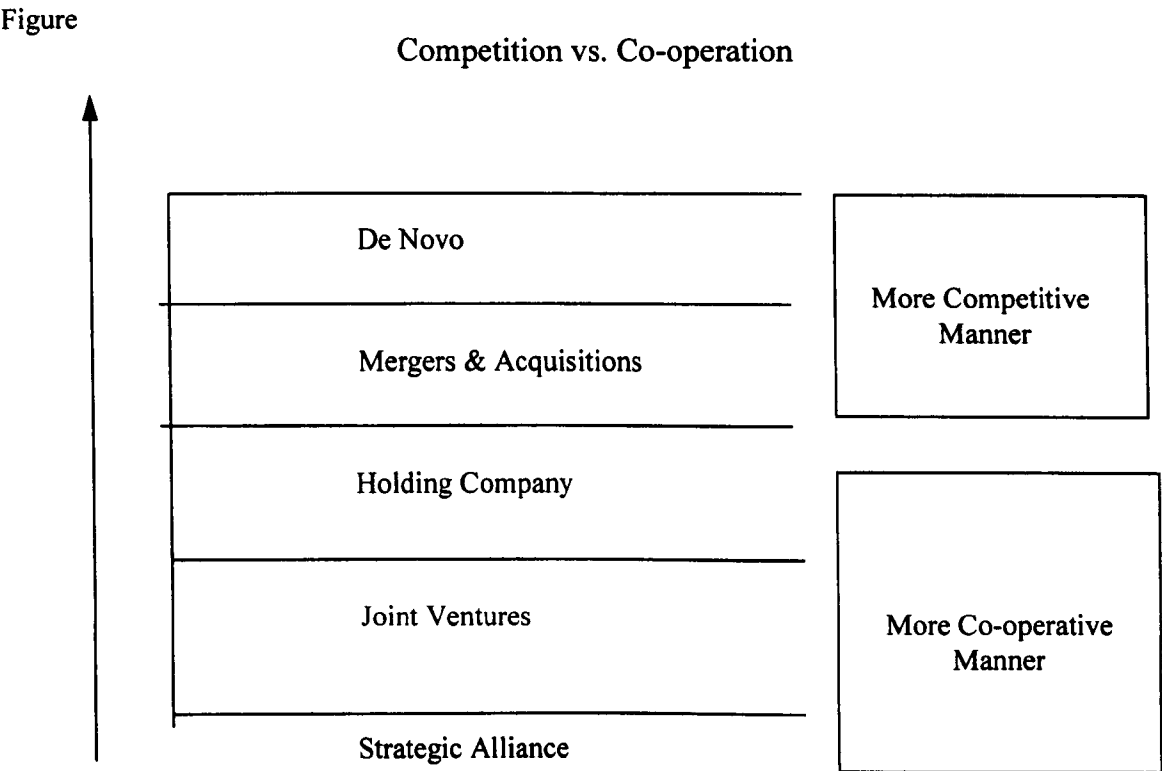 Figure
Competition vs. Co-operation
De Novo
More Competitive
Manner
Mergers & Acquisitions
Holding Company
Joint Ventures
More Co-operative
Manner
Strategic Alliance